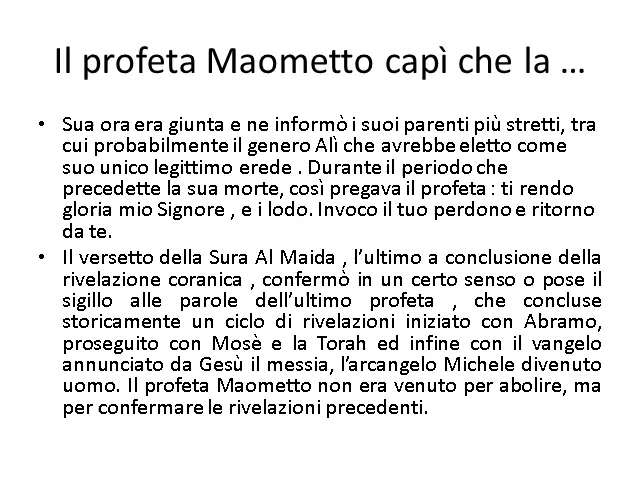 Il profeta Maometto capì che la …
• Sua ora era giunta e ne informò i suoi parenti più stretti, tra
cui probabilmente il genero Alì che avrebbe eletto come
suo unico legittimo erede . Durante il periodo che
precedette la sua morte, così pregava il profeta : ti rendo
gloria mio Signore , e i lodo. Invoco il tuo perdono e ritorno
da te.
• Il versetto della Sura Al Maida , l’ultimo a conclusione della
rivelazione coranica , confermò in un certo senso o pose il
sigillo alle parole dell’ultimo profeta , che concluse
storicamente un ciclo di rivelazioni iniziato con Abramo,
proseguito con Mosè e la Torah ed infine con il vangelo
annunciato da Gesù il messia, l’arcangelo Michele divenuto
uomo. Il profeta Maometto non era venuto per abolire, ma
per confermare le rivelazioni precedenti.